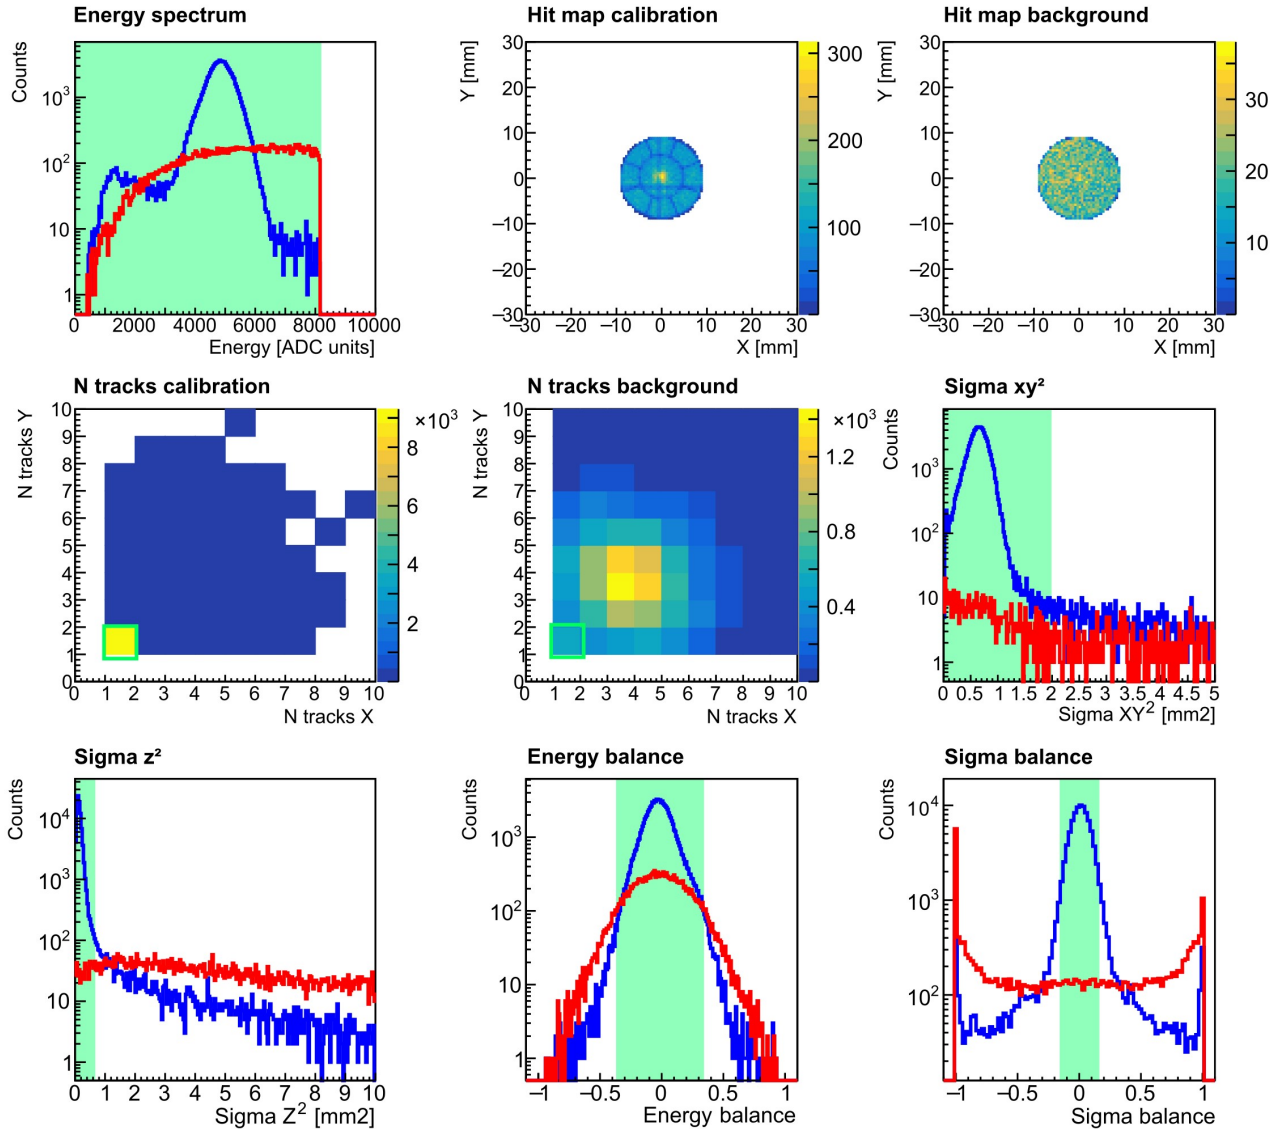 Energy spectrum
Counts
10³
10²
10
1
0 2000 4000 6000 8000 10000
Energy [ADC units]
Hit map calibration
Y [mm]
30
20
10
0
−10
−20
−30
−30 −20 −10 0 10 20 30
X [mm]
300
200
100
Hit map background
Y [mm]
30
20
10
0
−10
−20
−30
−30 −20 −10 0 10 20 30
X [mm]
30
20
10
N tracks calibration
N tracks Y
10
9
8
7
6
5
4
3
2
1
0
0 1 2 3 4 5 6 7 8 9 10
N tracks X
×10³
8
6
4
2
N tracks background
N tracks Y
10
9
8
7
6
5
4
3
2
1
0
0 1 2 3 4 5 6 7 8 9 10
N tracks X
×10³
1.2
0.8
0.4
Sigma xy²
Counts
10³
10²
10
1
0 0.5 1 1.5 2 2.5 3 3.5 4 4.5 5
Sigma XY² [mm2]
Sigma z²
Counts
10⁴
10³
10²
10
1
0 1 2 3 4 5 6 7 8 9 10
Sigma Z² [mm2]
Energy balance
Counts
10³
10²
10
1
−1 −0.5 0 0.5 1
Energy balance
Sigma balance
Counts
10⁴
10³
10²
−1 −0.5 0 0.5 1
Sigma balance